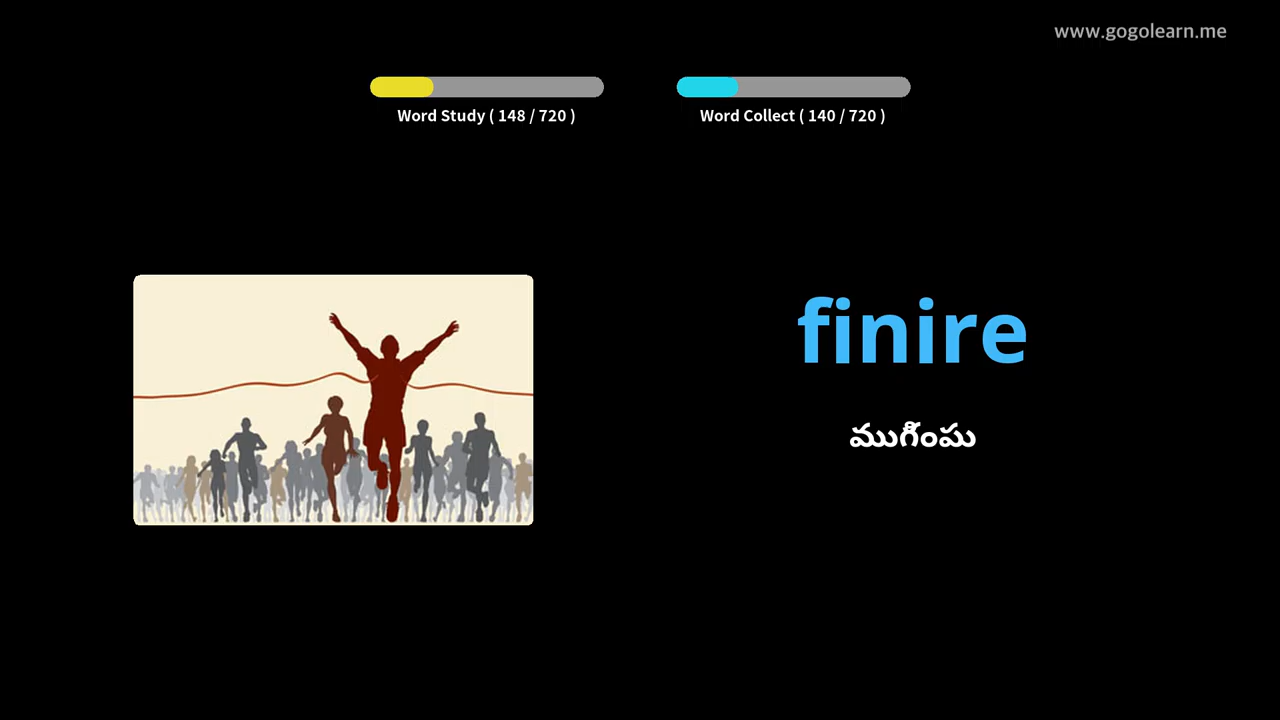 www.gogolearn.me
Word Study ( 148 / 720 )
Word Collect ( 140 / 720 )
finire
ముగింపు